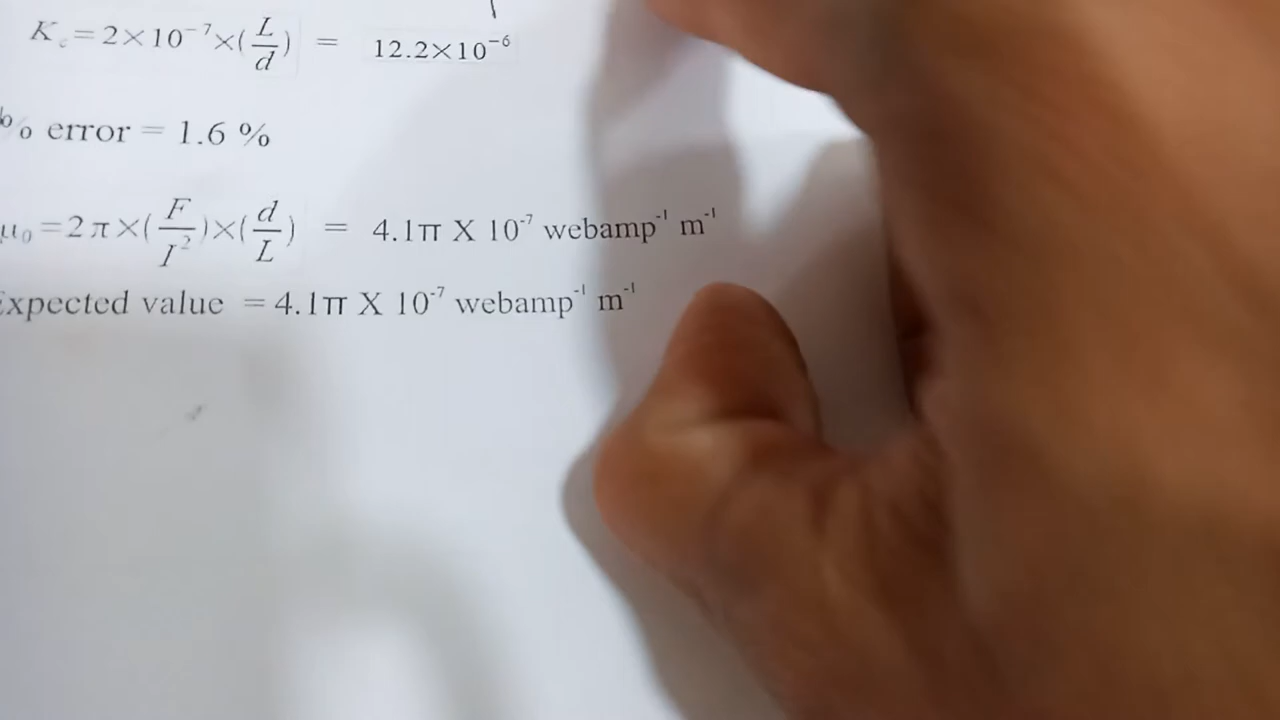 K_c=2×10⁻⁷×(L/d) = 12.2×10⁻⁶
% error = 1.6 %
μ₀=2π×(F/I²)×(d/L) = 4.1π X 10⁻⁷ webamp⁻¹ m⁻¹
Expected value = 4.1π X 10⁻⁷ webamp⁻¹ m⁻¹